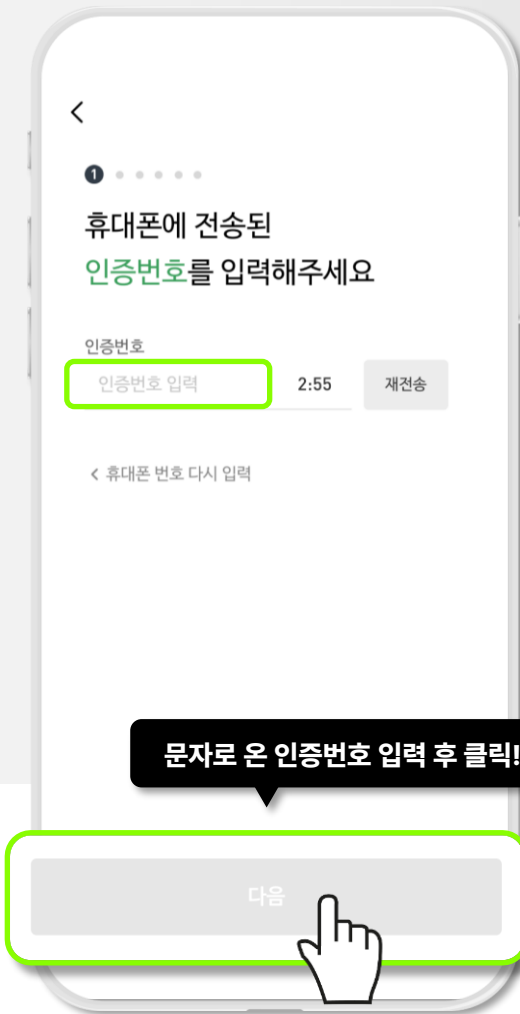 1
휴대폰에 전송된
인증번호를 입력해주세요
인증번호
인증번호 입력 2:55 재전송
< 휴대폰 번호 다시 입력
문자로 온 인증번호 입력 후 클릭!
다음